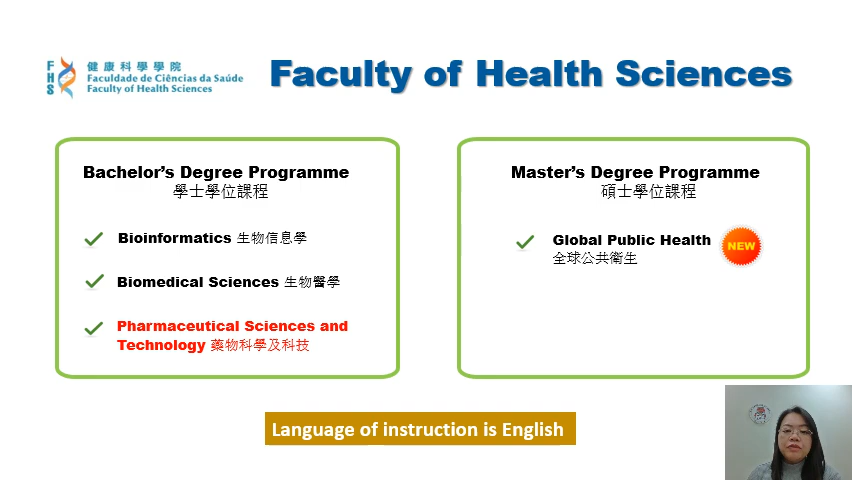 FHS
健康科學學院
Faculdade de Ciências da Saúde
Faculty of Health Sciences
Faculty of Health Sciences
Bachelor’s Degree Programme
學士學位課程
Bioinformatics 生物信息學
Biomedical Sciences 生物醫學
Pharmaceutical Sciences and
Technology 藥物科學及科技
Master’s Degree Programme
碩士學位課程
Global Public Health
全球公共衛生
NEW
Language of instruction is English